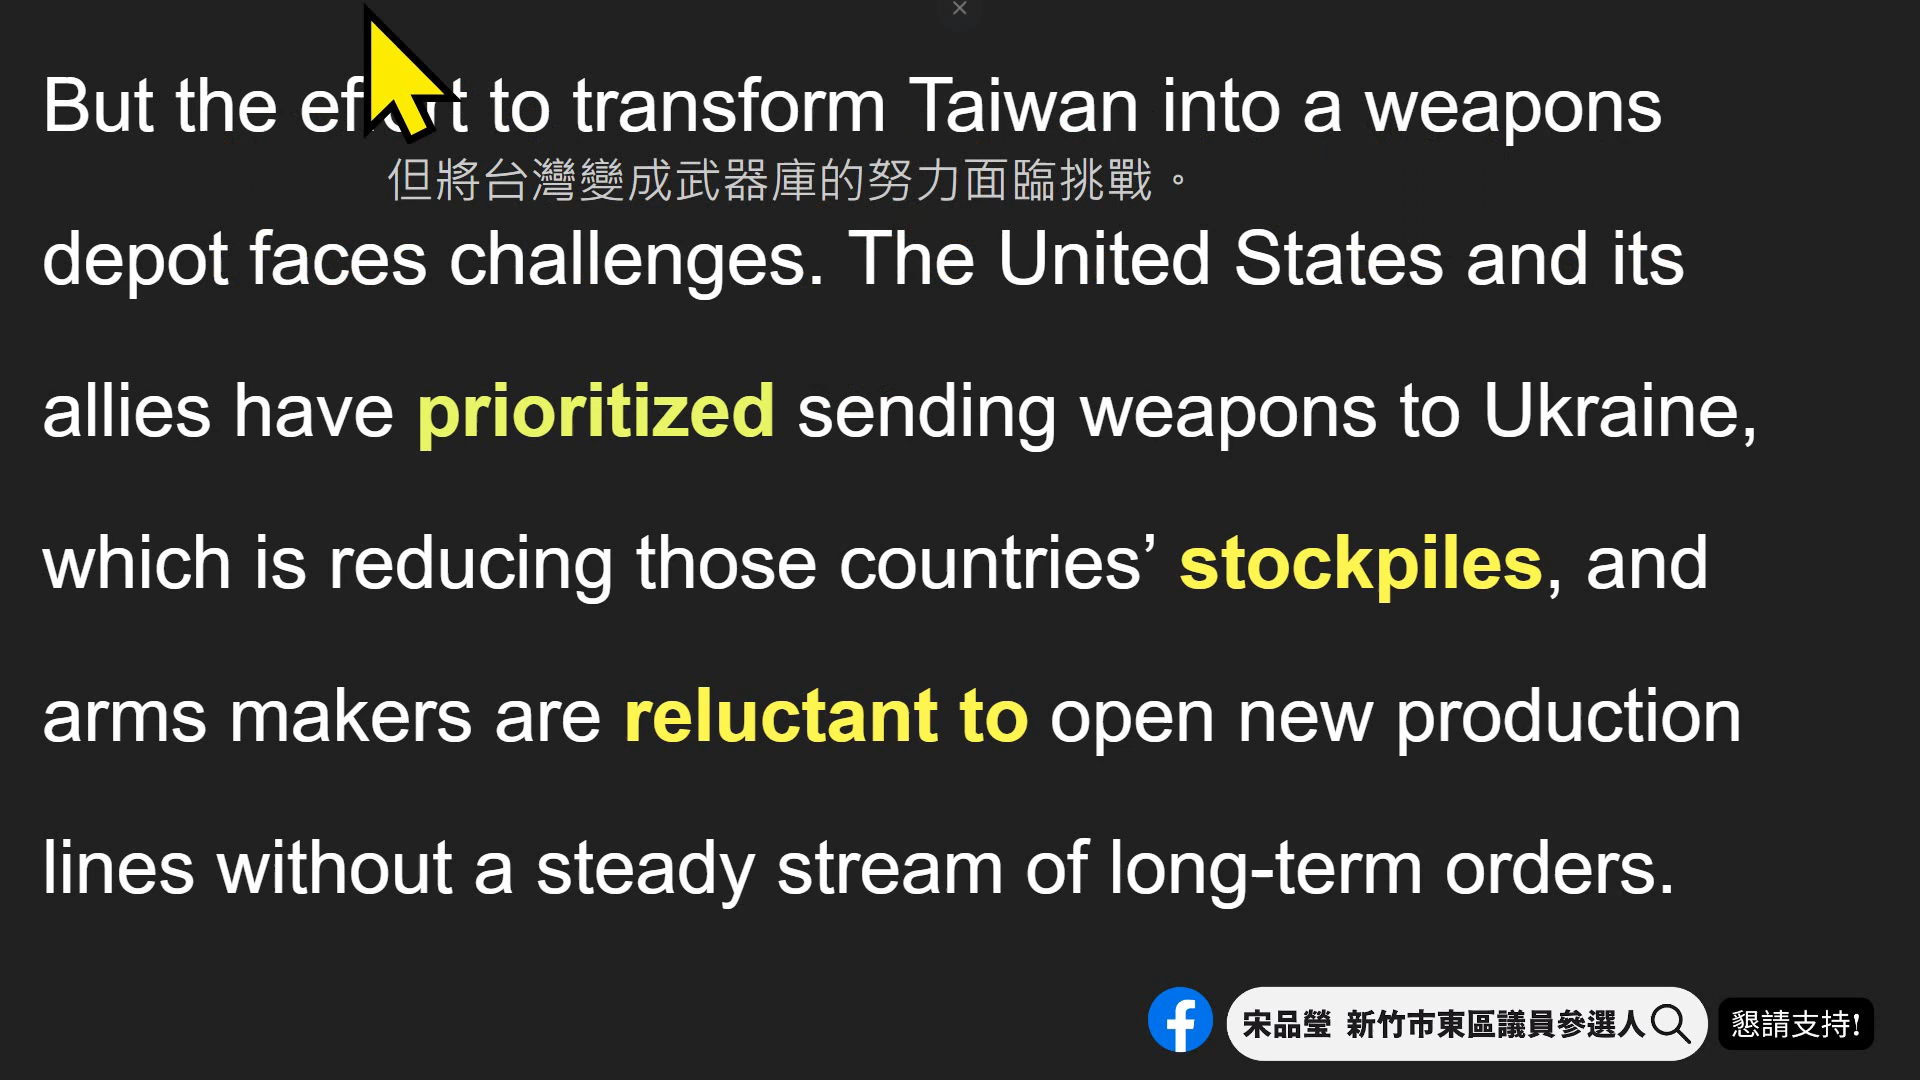 But the effort to transform Taiwan into a weapons
但將台灣變成武器庫的努力面臨挑戰。
depot faces challenges. The United States and its
allies have prioritized sending weapons to Ukraine,
which is reducing those countries’ stockpiles, and
arms makers are reluctant to open new production
lines without a steady stream of long-term orders.
宋品瑩 新竹市東區議員參選人
懇請支持!